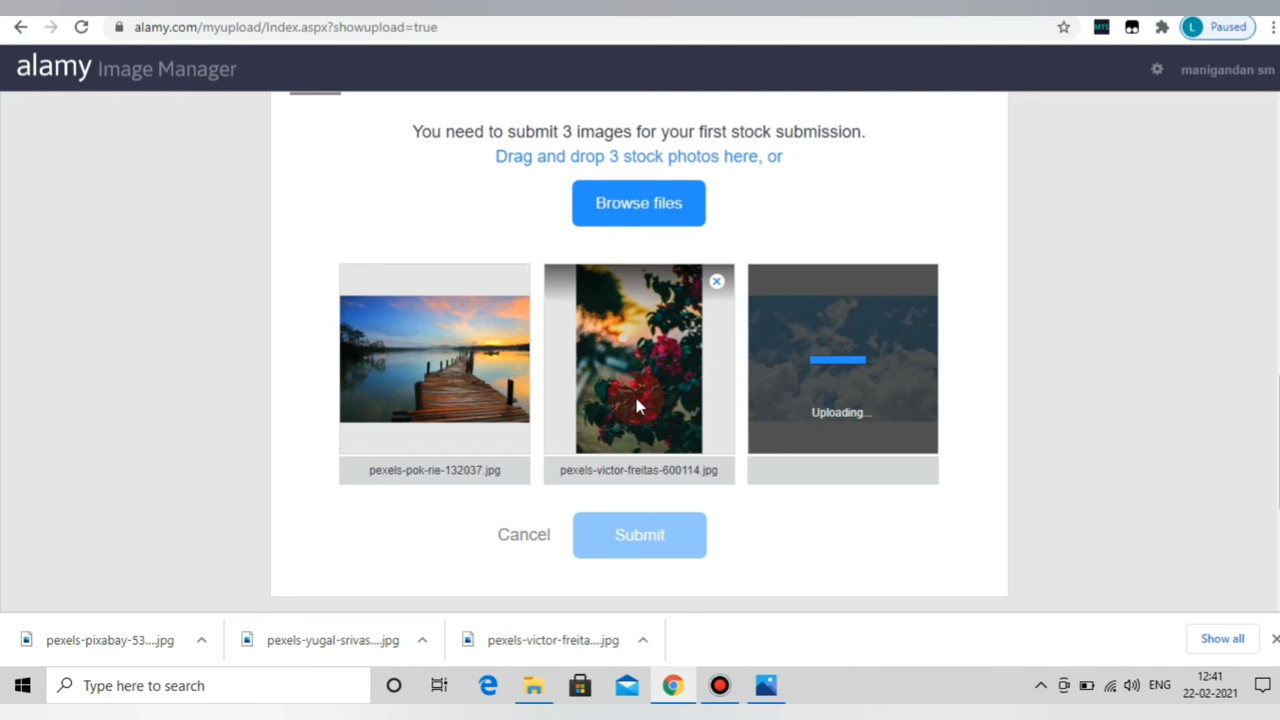 alamy.com/myupload/Index.aspx?showupload=true
MTS
L Paused
alamy Image Manager
manigandan sm
You need to submit 3 images for your first stock submission.
Drag and drop 3 stock photos here, or
Browse files
Uploading...
pexels-pok-rie-132037.jpg
pexels-victor-freitas-600114.jpg
Cancel
Submit
pexels-pixabay-53....jpg
pexels-yugal-srivas....jpg
pexels-victor-freita....jpg
Show all
Type here to search
ENG
12:41
22-02-2021